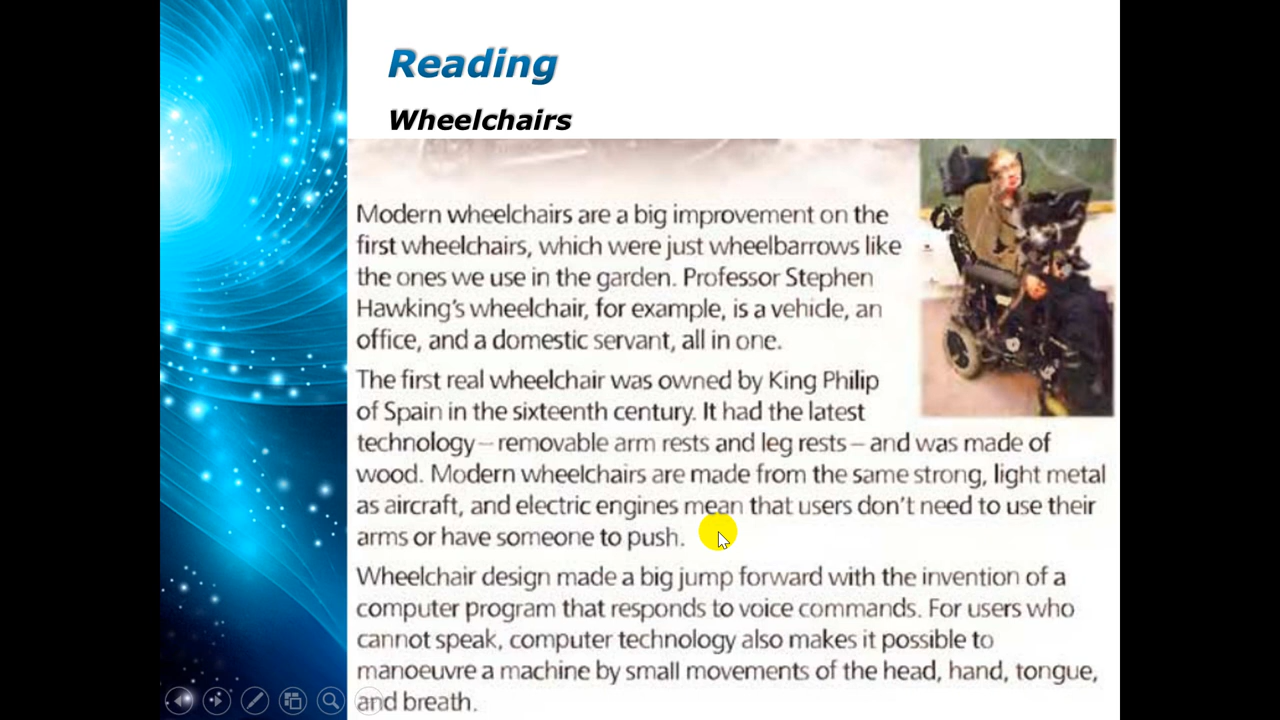 Reading
Wheelchairs
Modern wheelchairs are a big improvement on the
first wheelchairs, which were just wheelbarrows like
the ones we use in the garden. Professor Stephen
Hawking's wheelchair, for example, is a vehicle, an
office, and a domestic servant, all in one.
The first real wheelchair was owned by King Philip
of Spain in the sixteenth century. It had the latest
technology – removable arm rests and leg rests – and was made of
wood. Modern wheelchairs are made from the same strong, light metal
as aircraft, and electric engines mean that users don't need to use their
arms or have someone to push.
Wheelchair design made a big jump forward with the invention of a
computer program that responds to voice commands. For users who
cannot speak, computer technology also makes it possible to
manoeuvre a machine by small movements of the head, hand, tongue,
and breath.